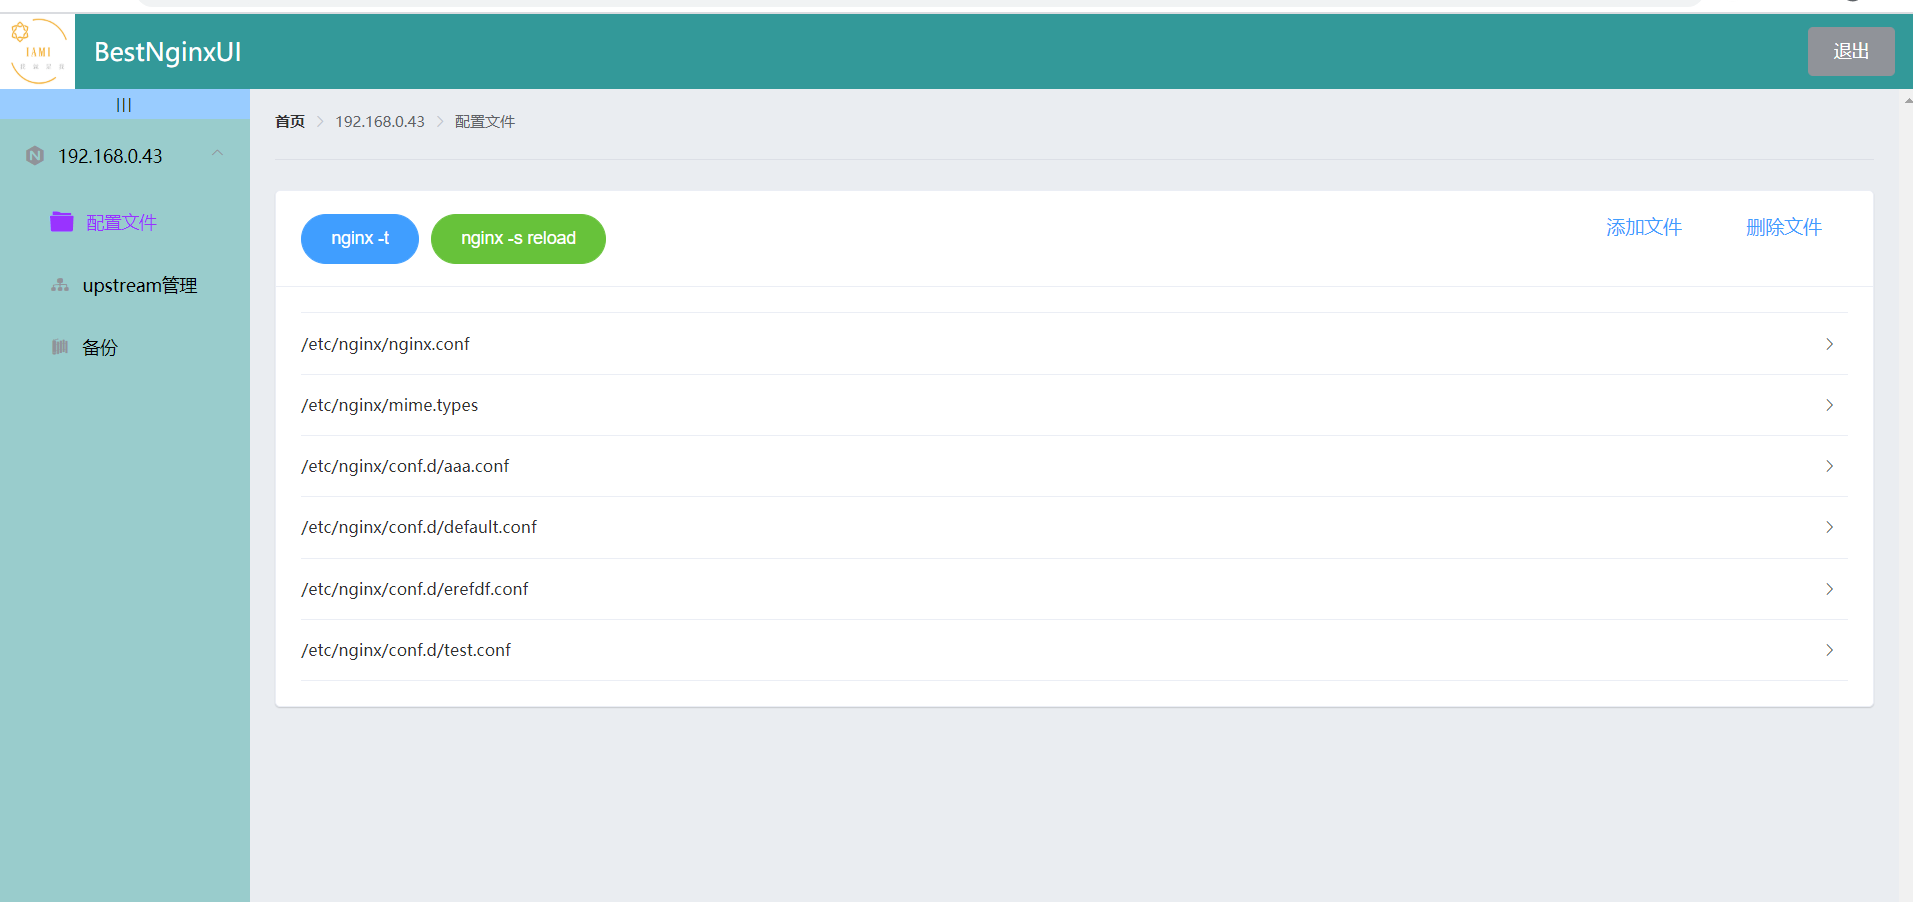 IAMI
BestNginxUI
退出
|||
首页 > 192.168.0.43 > 配置文件
192.168.0.43
配置文件
upstream管理
备份
nginx -t
nginx -s reload
添加文件
删除文件
/etc/nginx/nginx.conf
/etc/nginx/mime.types
/etc/nginx/conf.d/aaa.conf
/etc/nginx/conf.d/default.conf
/etc/nginx/conf.d/erefdf.conf
/etc/nginx/conf.d/test.conf